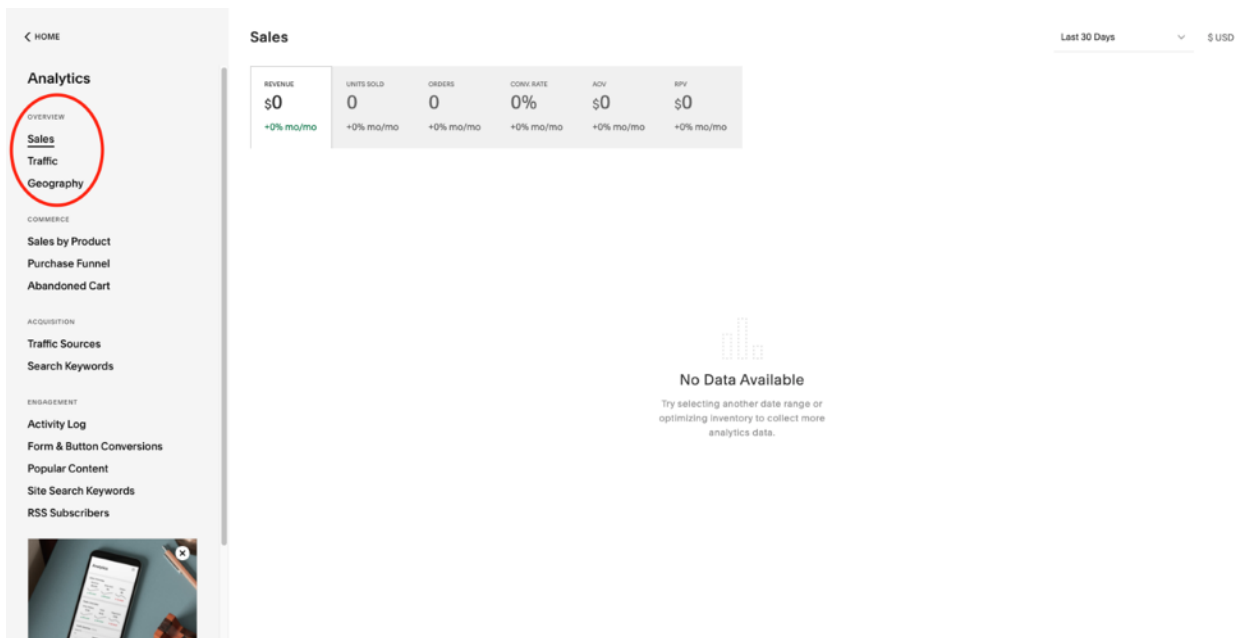 HOME
Analytics
OVERVIEW
Sales
Traffic
Geography
COMMERCE
Sales by Product
Purchase Funnel
Abandoned Cart
ACQUISITION
Traffic Sources
Search Keywords
ENGAGEMENT
Activity Log
Form & Button Conversions
Popular Content
Site Search Keywords
RSS Subscribers
Analytics
Sales
Last 30 Days
$ USD
REVENUE
$0
+0% mo/mo
UNITS SOLD
0
+0% mo/mo
ORDERS
0
+0% mo/mo
CONV. RATE
0%
+0% mo/mo
AOV
$0
+0% mo/mo
RPV
$0
+0% mo/mo
No Data Available
Try selecting another date range or
optimizing inventory to collect more
analytics data.